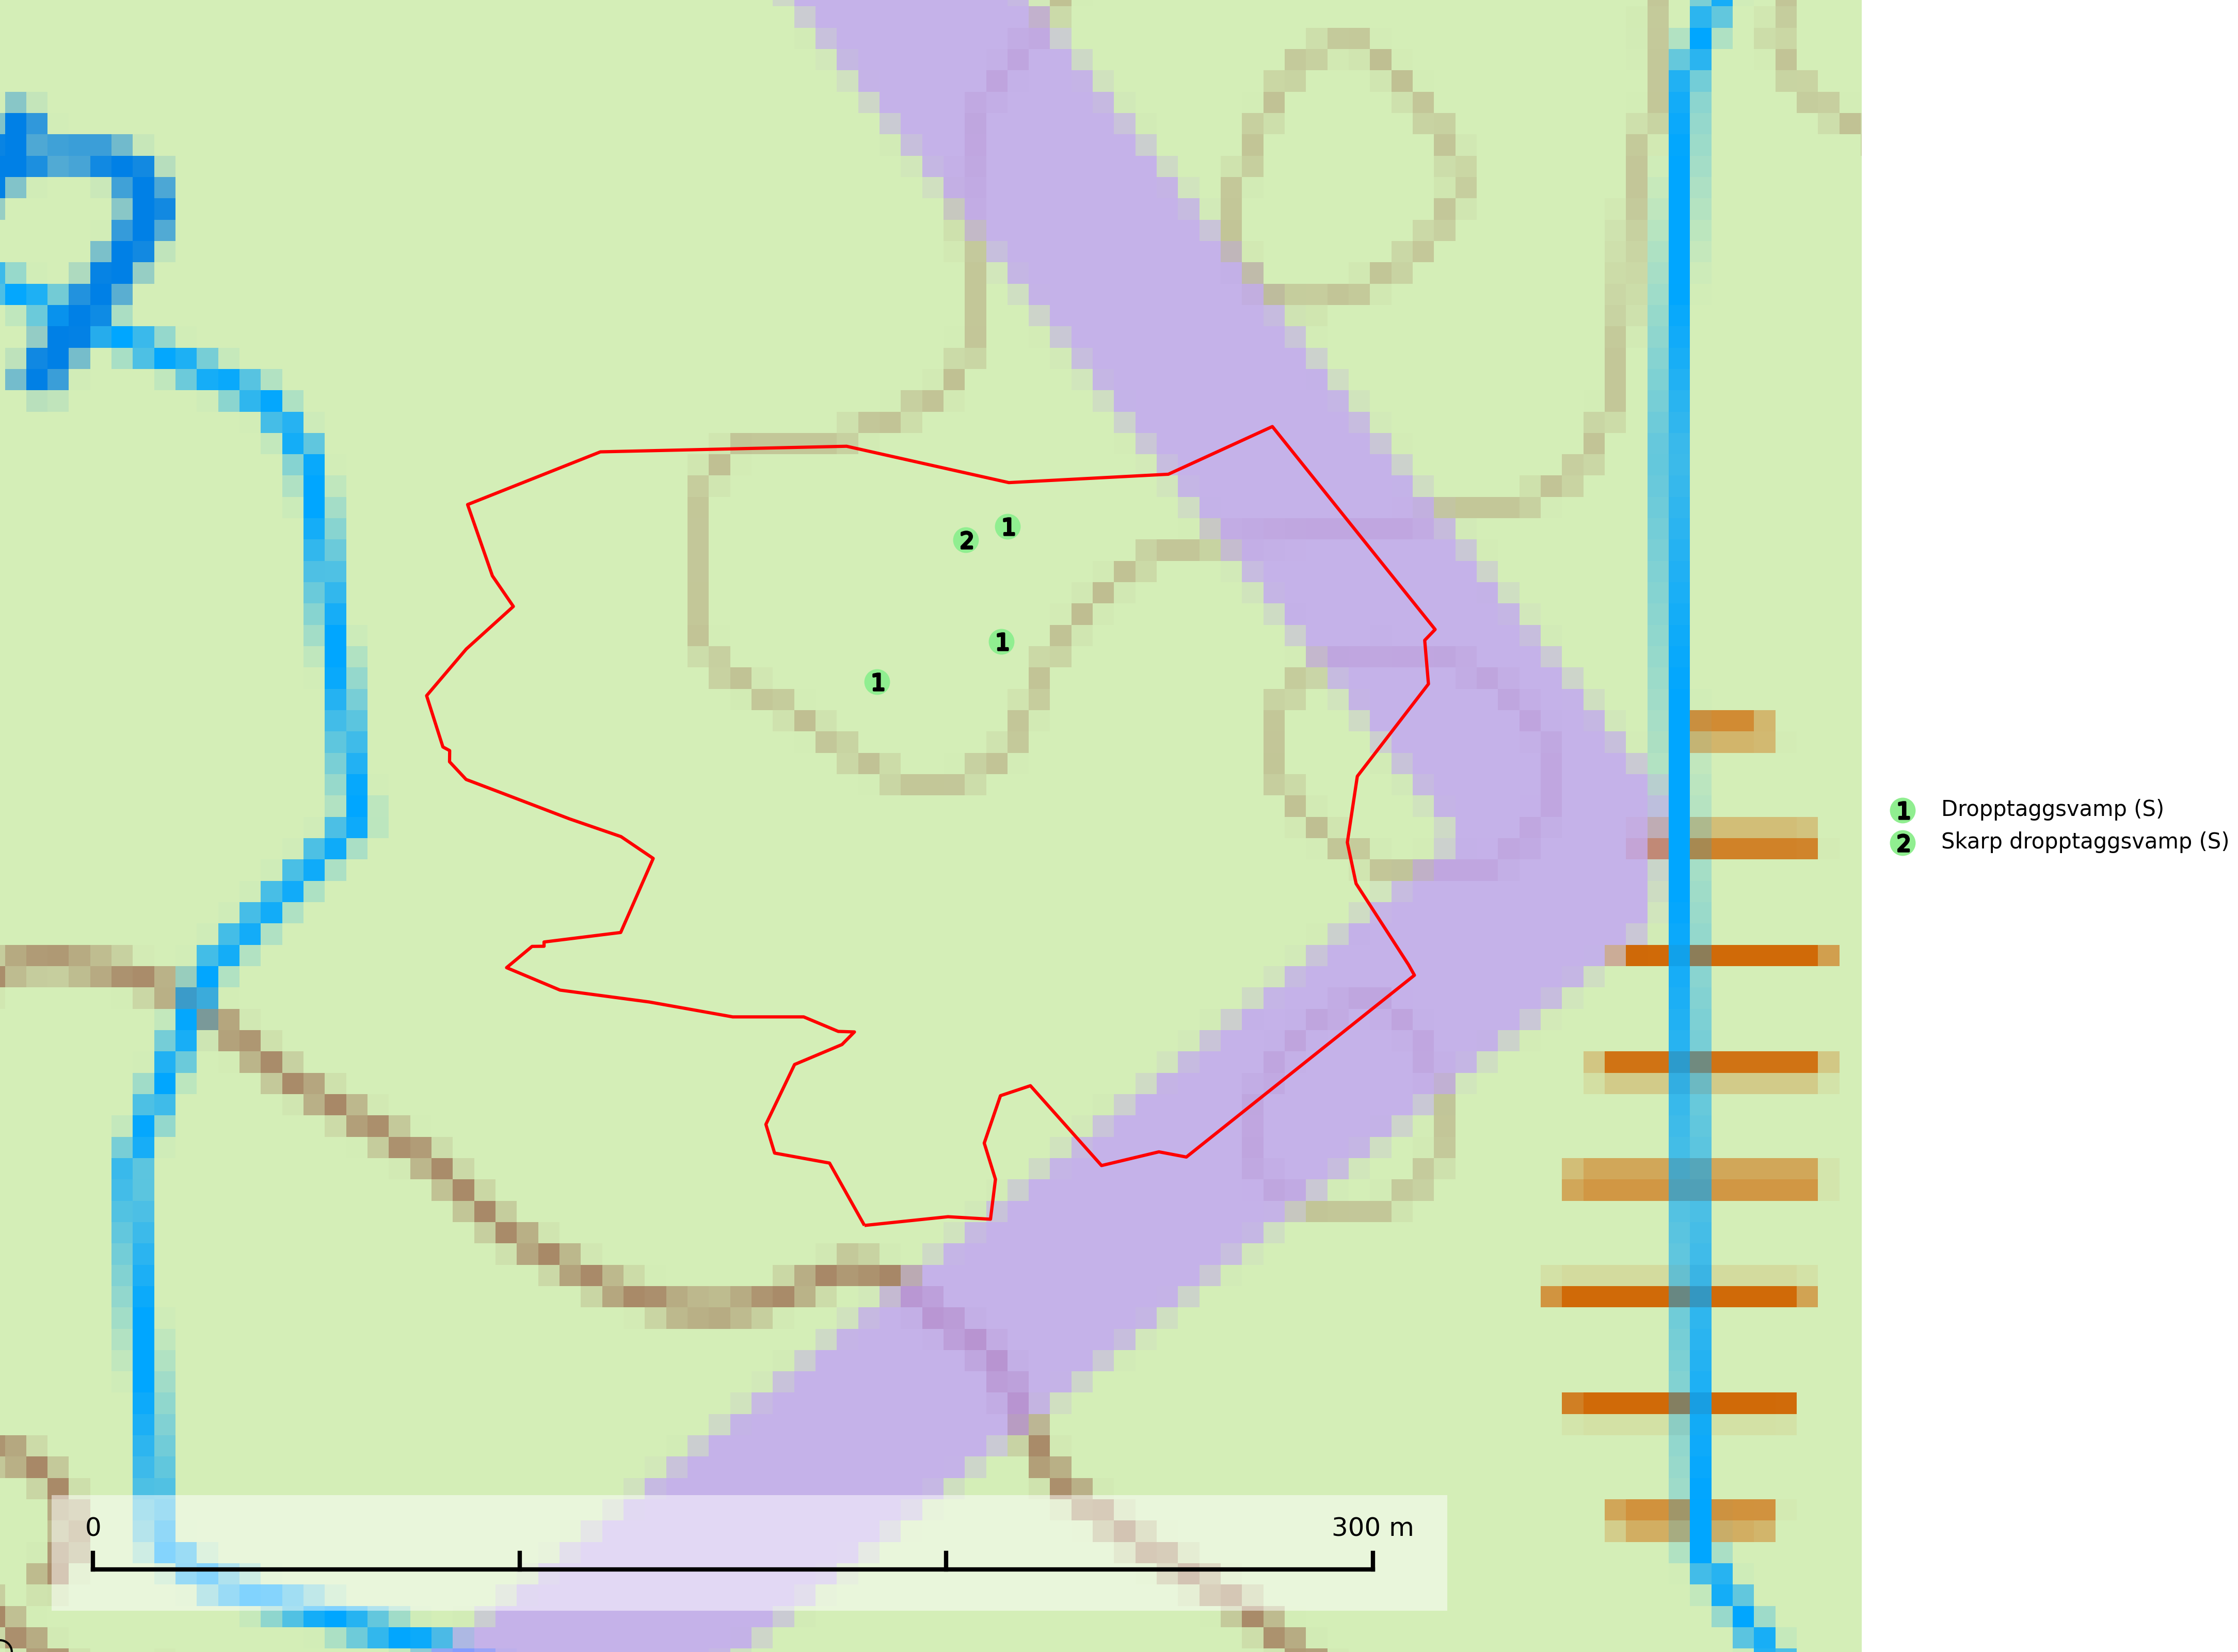 2 1
1
1
1 Dropptaggsvamp (S)
2 Skarp dropptaggsvamp (S)
0 300 m